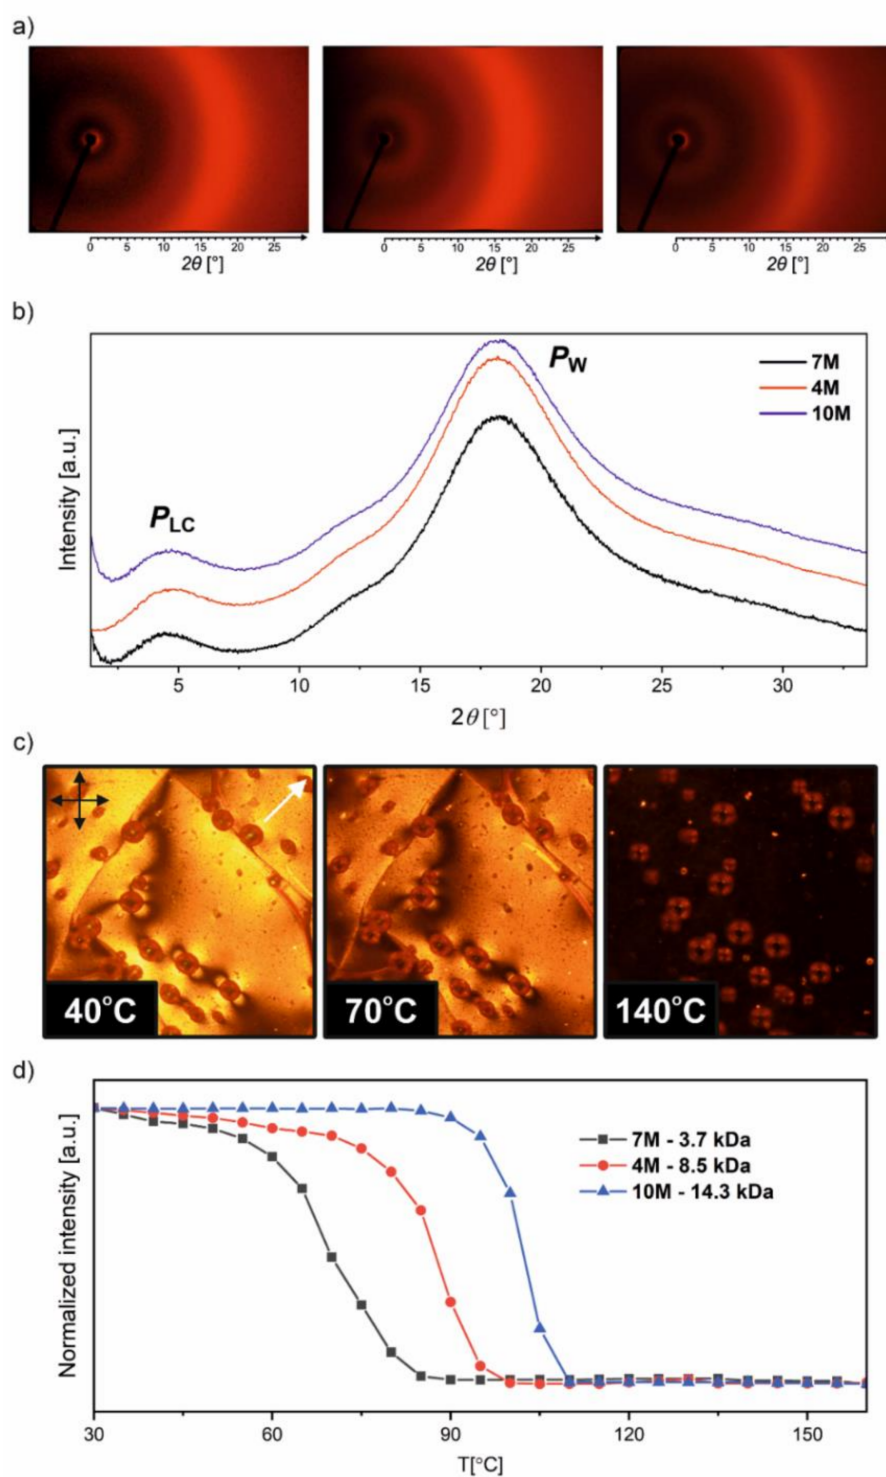 a)
0 5 10 15 20 25
2θ [°]
0 5 10 15 20 25
2θ [°]
0 5 10 15 20 25
2θ [°]
b)
Intensity [a.u.]
P_LC
P_W
7M
4M
10M
5 10 15 20 25 30
2θ [°]
c)
40°C
70°C
140°C
d)
Normalized intensity [a.u.]
7M - 3.7 kDa
4M - 8.5 kDa
10M - 14.3 kDa
30 60 90 120 150
T[°C]